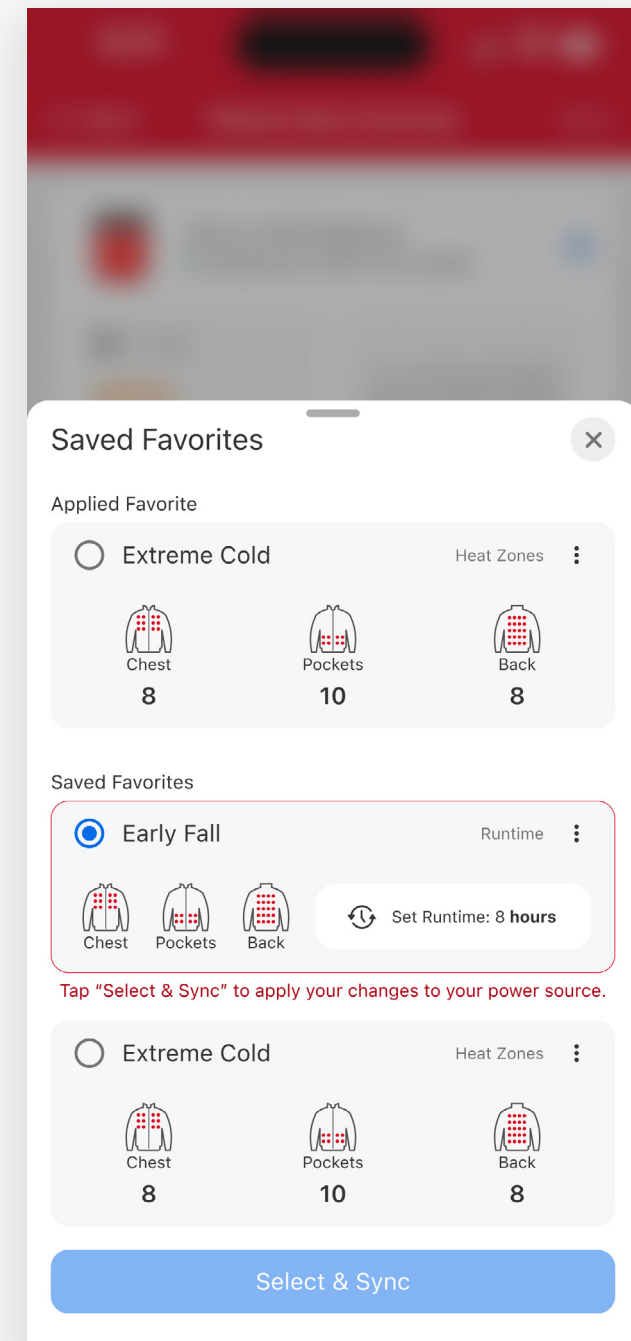 Saved Favorites
Applied Favorite
Extreme Cold Heat Zones
Chest Pockets Back
8 10 8
Saved Favorites
Early Fall Runtime
Set Runtime: 8 hours
Chest Pockets Back
Tap “Select & Sync” to apply your changes to your power source.
Extreme Cold Heat Zones
Chest Pockets Back
8 10 8
Select & Sync